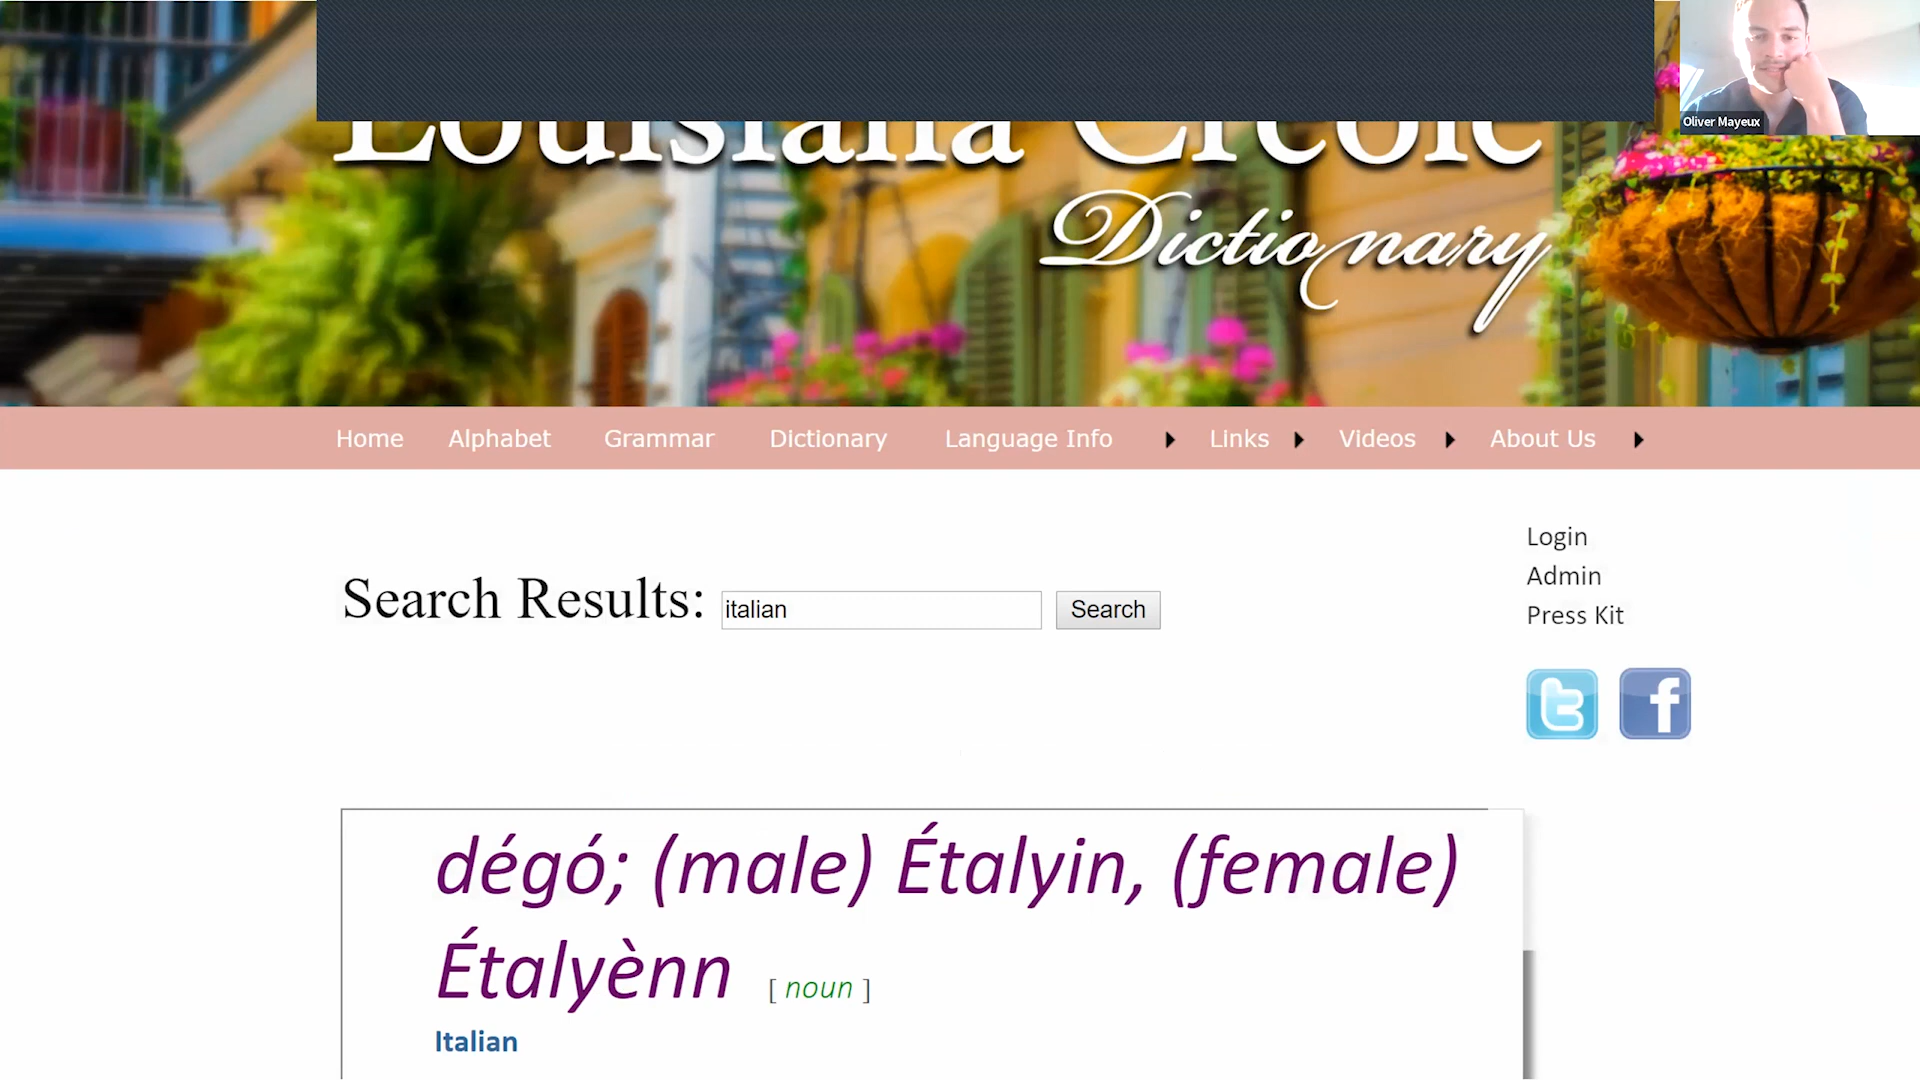 Louisiana Creole
Oliver Mayeux
Dictionary
Home Alphabet Grammar Dictionary Language Info Links Videos About Us
Login
Admin
Press Kit
Search Results: italian Search
dégó; (male) Étalyin, (female)
Étalyènn [ noun ]
Italian